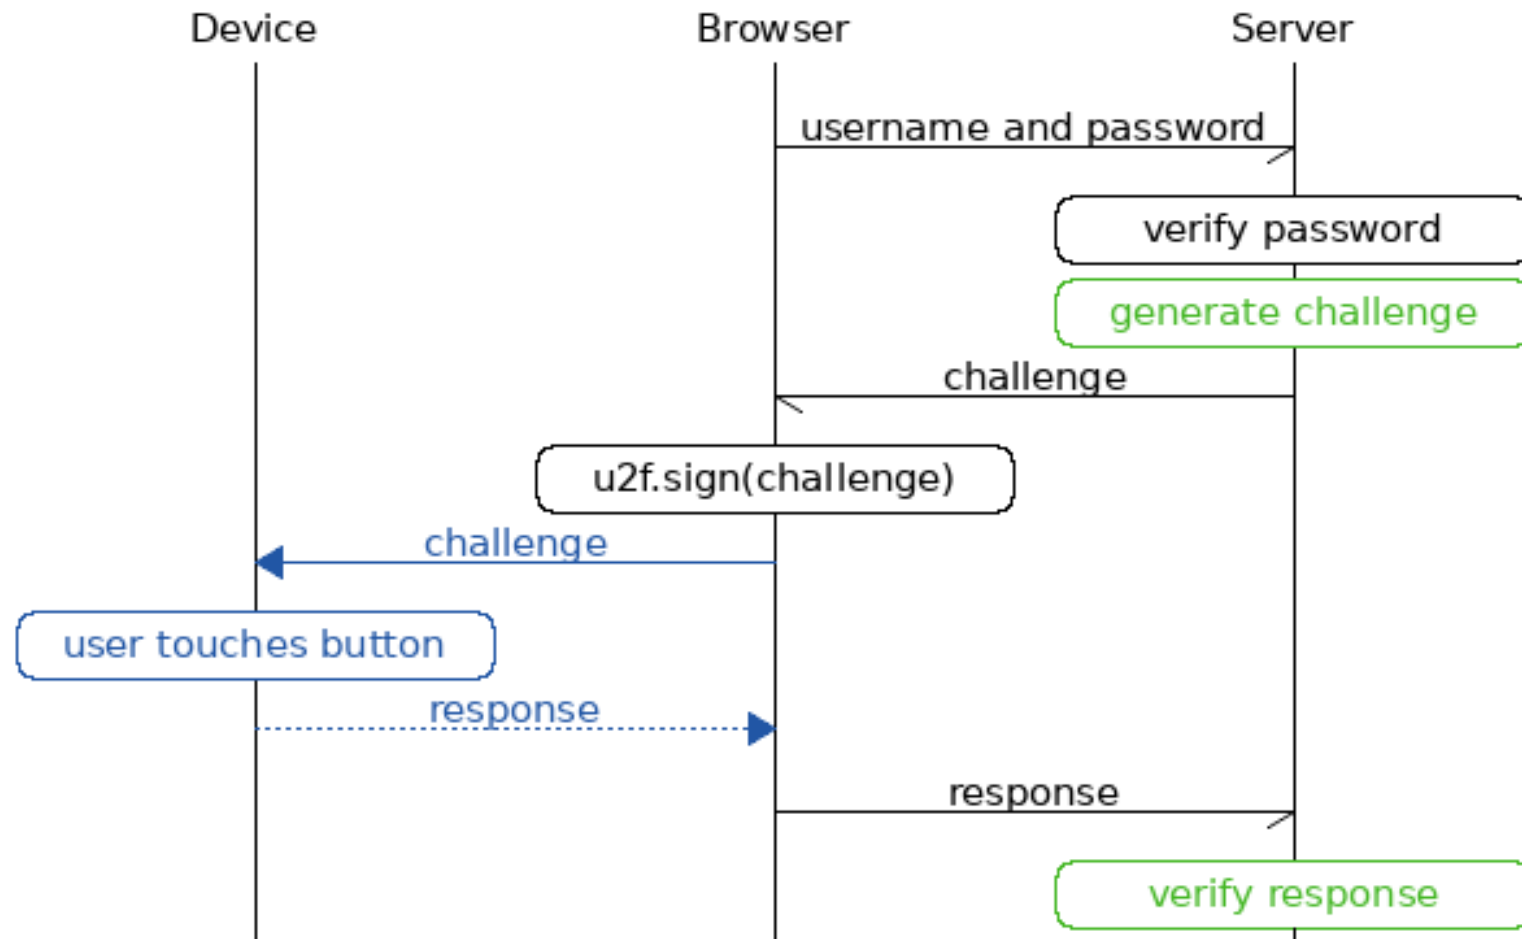 Device
Browser
Server
username and password
verify password
generate challenge
challenge
u2f.sign(challenge)
challenge
user touches button
response
response
verify response